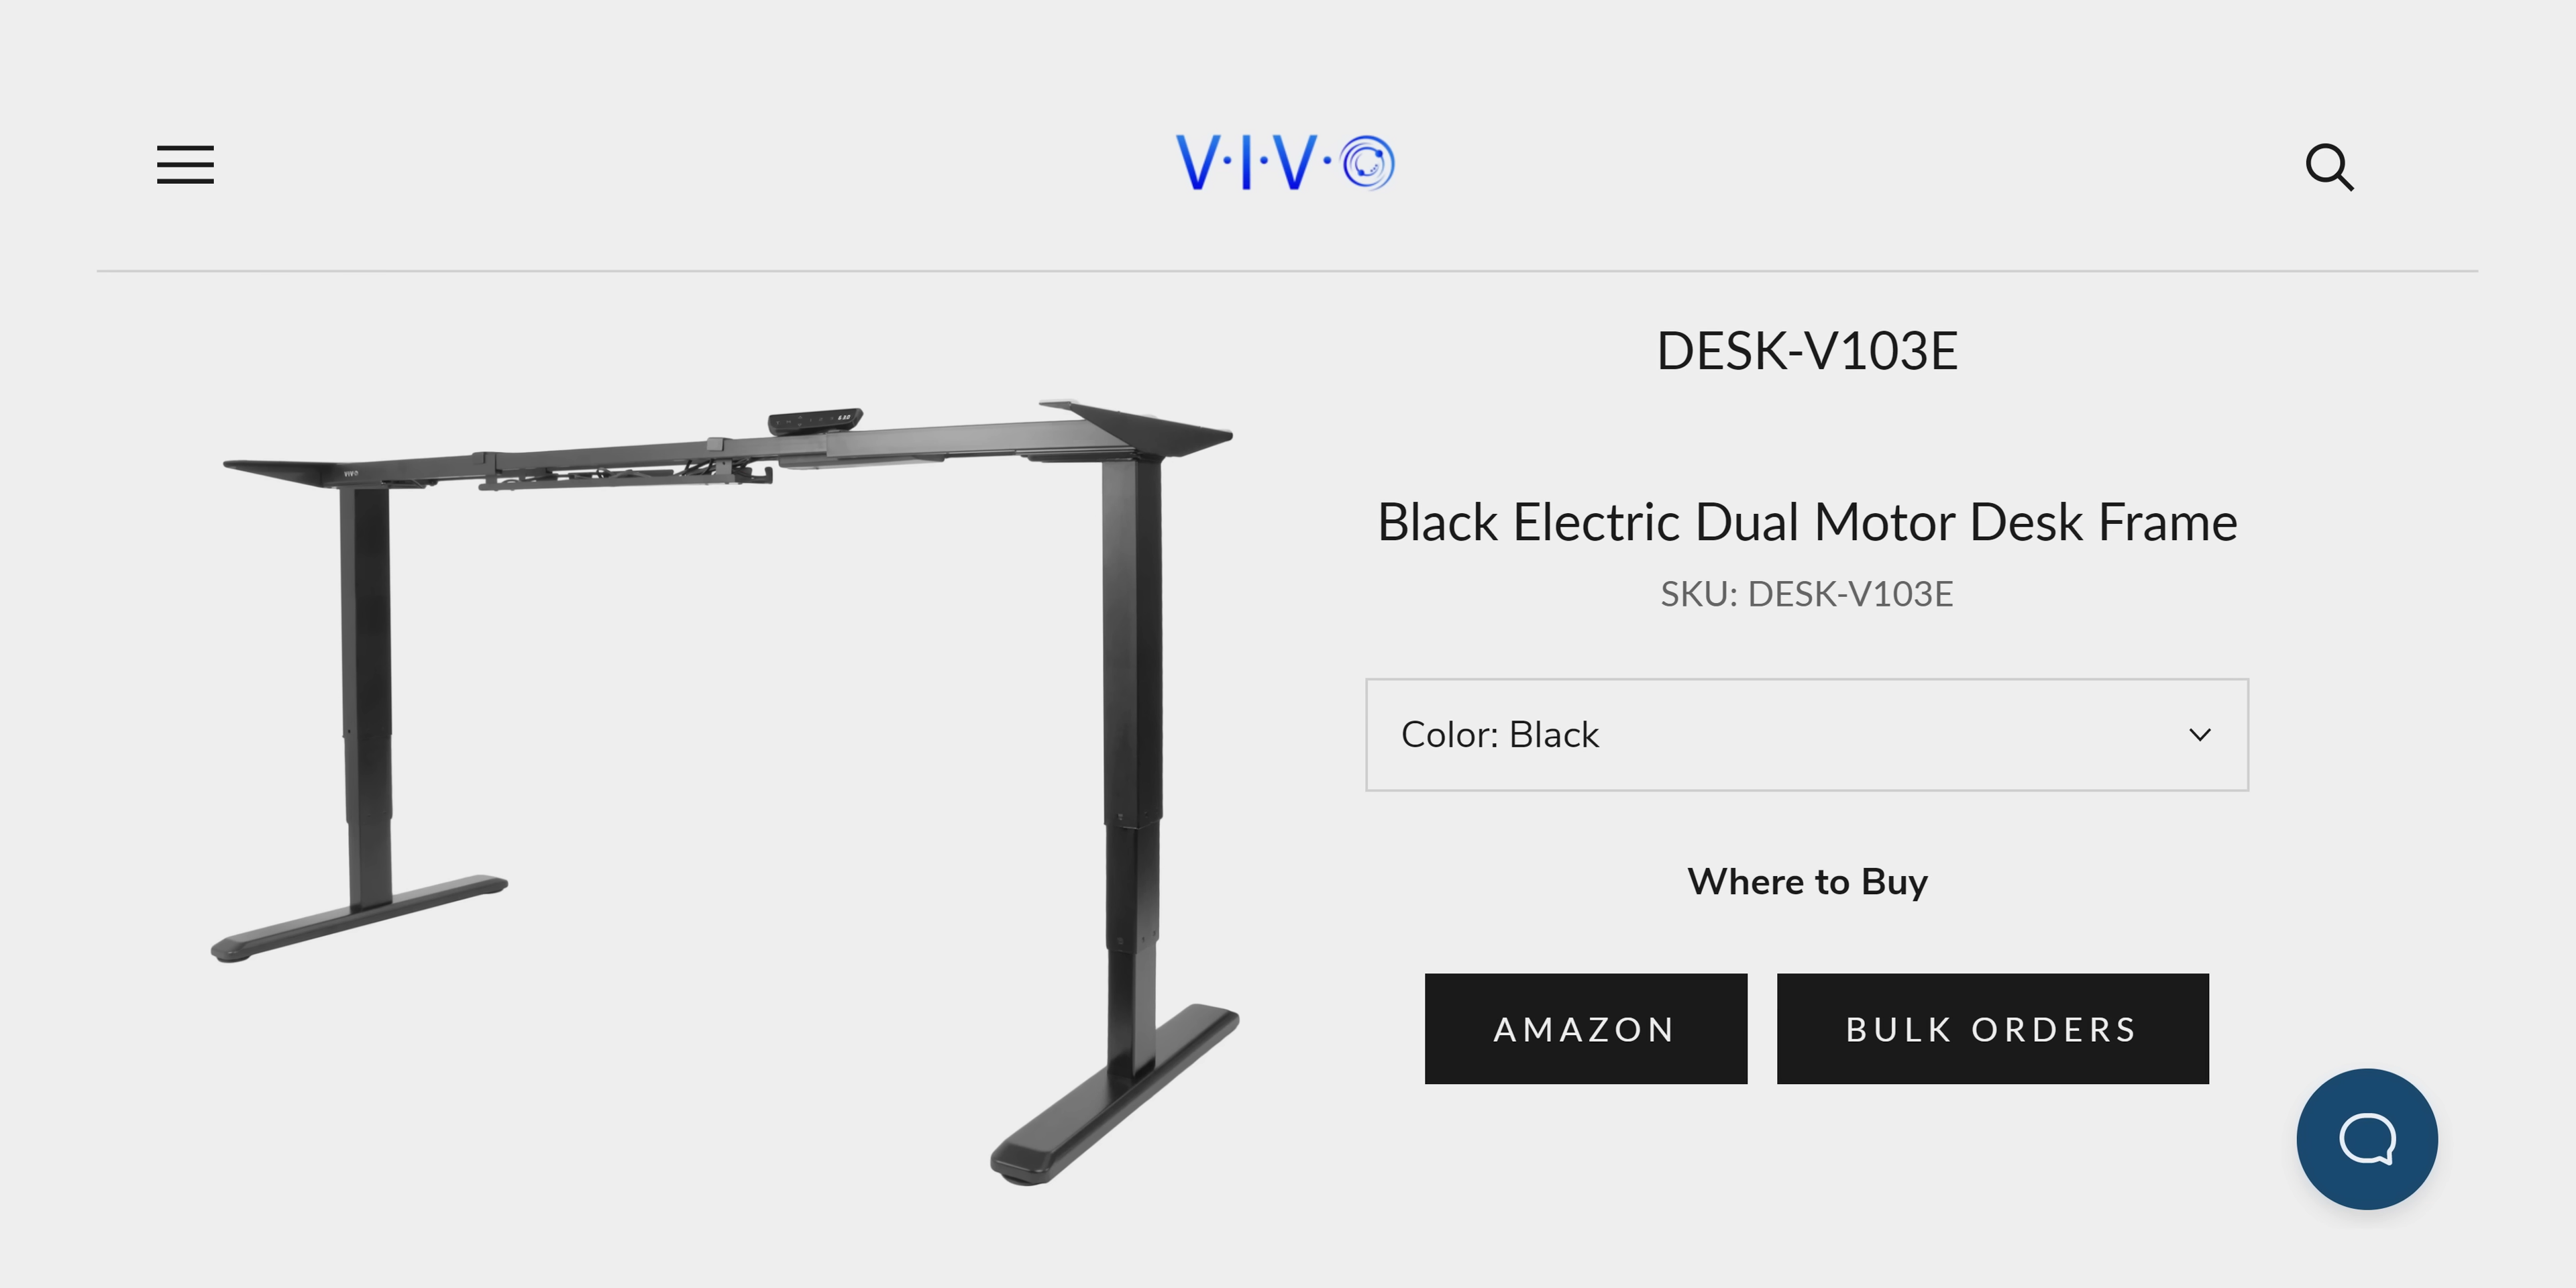 V·I·V·O
DESK-V103E
VIVO
Black Electric Dual Motor Desk Frame
SKU: DESK-V103E
Color: Black
Where to Buy
AMAZON
BULK ORDERS